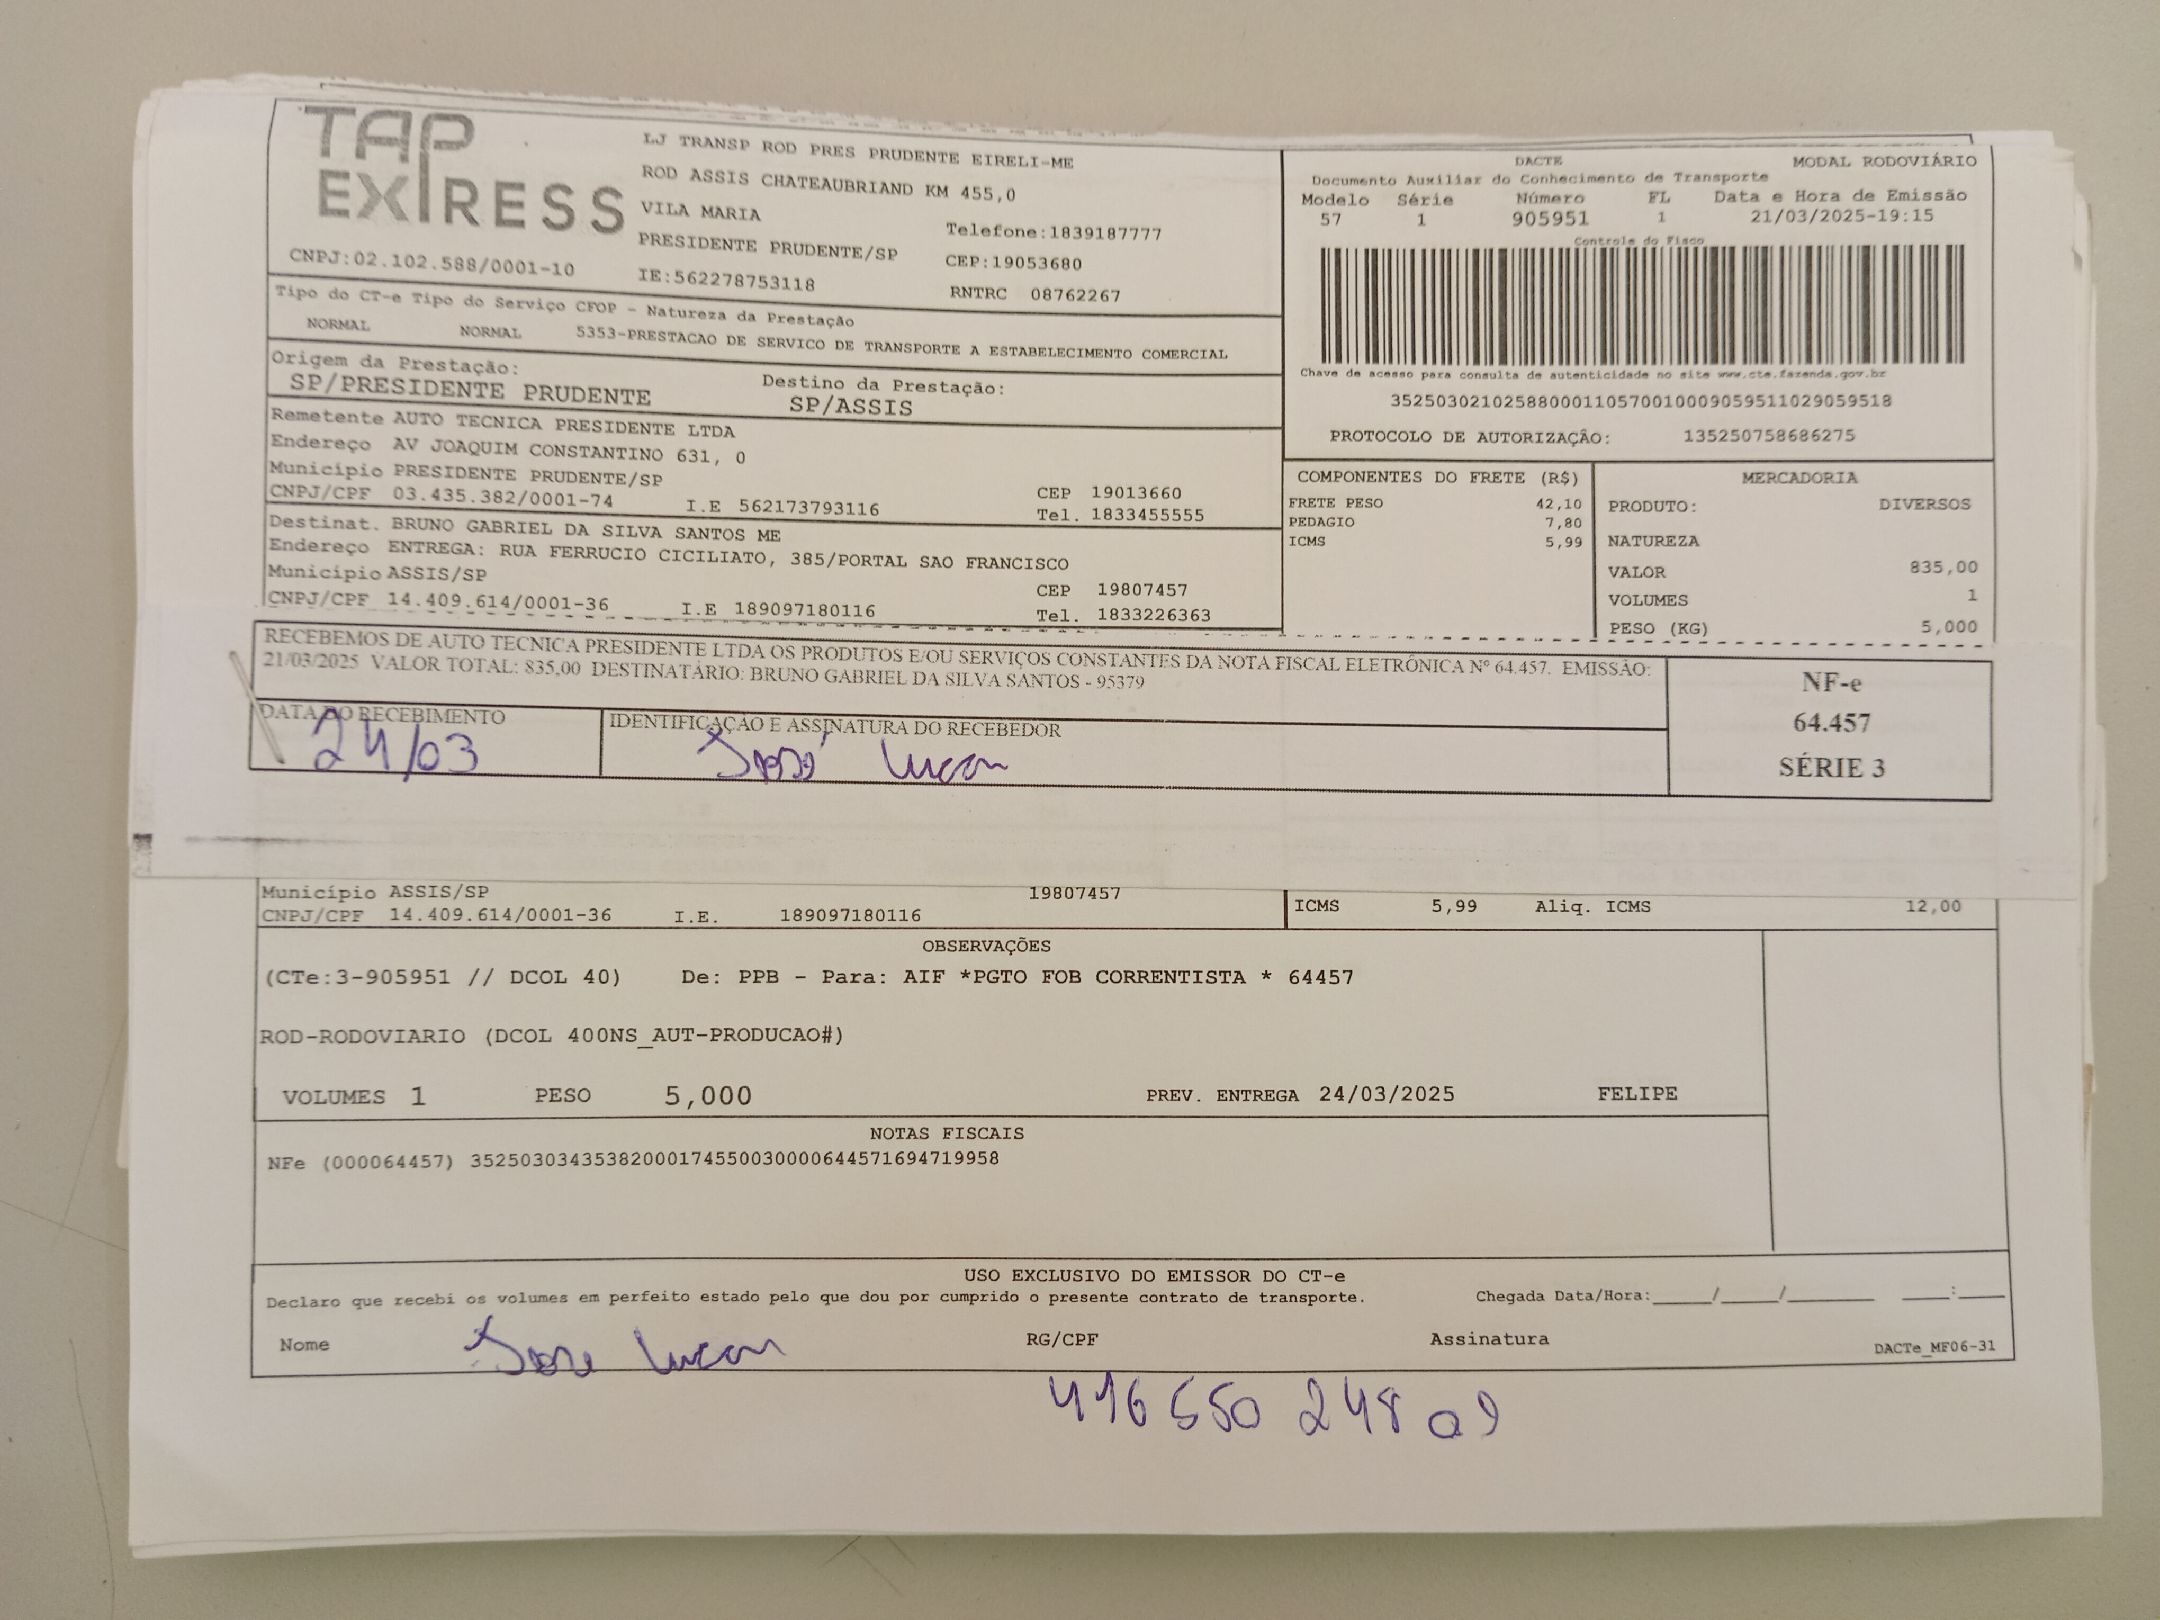 TAP EXPRESS
LJ TRANSP ROD PRES PRUDENTE EIRELI-ME
ROD ASSIS CHATEAUBRIAND KM 455,0
VILA MARIA
Telefone:1839187777
PRESIDENTE PRUDENTE/SP
CEP:19053680
CNPJ:02.102.588/0001-10
IE:562278753118
RNTRC 08762267
DACTE MODAL RODOVIÁRIO
Documento Auxiliar do Conhecimento de Transporte
Modelo Série Número FL Data e Hora de Emissão
57 1 905951 1 21/03/2025-19:15
Controle do Fisco
Chave de acesso para consulta de autenticidade no site www.cte.fazenda.gov.br
35250302102588000110570010009059511029059518
PROTOCOLO DE AUTORIZAÇÃO: 135250758686275
Tipo do CT-e Tipo do Serviço CFOP - Natureza da Prestação
NORMAL NORMAL 5353-PRESTACAO DE SERVICO DE TRANSPORTE A ESTABELECIMENTO COMERCIAL
Origem da Prestação: Destino da Prestação:
SP/PRESIDENTE PRUDENTE SP/ASSIS
Remetente AUTO TECNICA PRESIDENTE LTDA
Endereço AV JOAQUIM CONSTANTINO 631, 0
Município PRESIDENTE PRUDENTE/SP CEP 19013660
CNPJ/CPF 03.435.382/0001-74 I.E 562173793116 Tel. 1833455555
Destinat. BRUNO GABRIEL DA SILVA SANTOS ME
Endereço ENTREGA: RUA FERRUCIO CICILIATO, 385/PORTAL SAO FRANCISCO
Município ASSIS/SP CEP 19807457
CNPJ/CPF 14.409.614/0001-36 I.E 189097180116 Tel. 1833226363
COMPONENTES DO FRETE (R$)
FRETE PESO 42,10
PEDAGIO 7,80
ICMS 5,99
MERCADORIA
PRODUTO: DIVERSOS
NATUREZA
VALOR 835,00
VOLUMES 1
PESO (KG) 5,000
RECEBEMOS DE AUTO TECNICA PRESIDENTE LTDA OS PRODUTOS E/OU SERVIÇOS CONSTANTES DA NOTA FISCAL ELETRÔNICA Nº 64.457. EMISSÃO:
21/03/2025 VALOR TOTAL: 835,00 DESTINATÁRIO: BRUNO GABRIEL DA SILVA SANTOS - 95379
DATA DO RECEBIMENTO IDENTIFICAÇÃO E ASSINATURA DO RECEBEDOR
24/03 José Lucas
NF-e
64.457
SÉRIE 3
Município ASSIS/SP 19807457
CNPJ/CPF 14.409.614/0001-36 I.E. 189097180116
ICMS 5,99 Aliq. ICMS 12,00
OBSERVAÇÕES
(CTe:3-905951 // DCOL 40) De: PPB - Para: AIF *PGTO FOB CORRENTISTA * 64457
ROD-RODOVIARIO (DCOL 400NS_AUT-PRODUCAO#)
VOLUMES 1 PESO 5,000 PREV. ENTREGA 24/03/2025 FELIPE
NOTAS FISCAIS
NFe (000064457) 35250303435382000174550030000644571694719958
USO EXCLUSIVO DO EMISSOR DO CT-e
Declaro que recebi os volumes em perfeito estado pelo que dou por cumprido o presente contrato de transporte. Chegada Data/Hora:_____/_____/________ ____:____
Nome José Lucas RG/CPF Assinatura DACTe_MF06-31
416 550 248 09